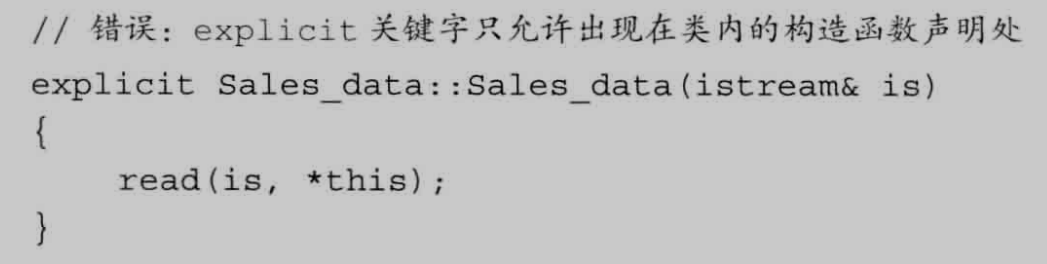 // 错误：explicit 关键字只允许出现在类内的构造函数声明处
explicit Sales_data::Sales_data(istream& is)
{
    read(is, *this);
}